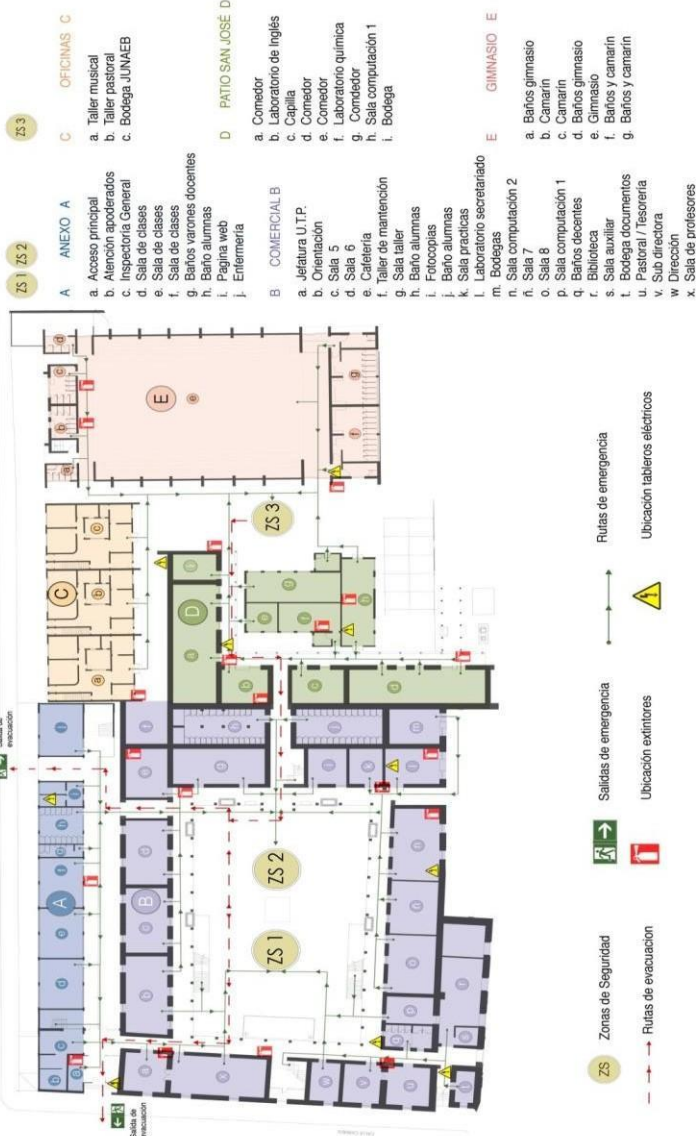 ZS 1 ZS 2
A ANEXO A
a. Acceso principal
b. Atención apoderados
c. Inspectoría General
d. Sala de clases
e. Sala de clases
f. Sala de clases
g. Baños varones docentes
h. Baño alumnas
i. Pagina web
j. Enfermería
B COMERCIAL B
a. Jefatura U.T.P.
b. Orientación
c. Sala 5
d. Sala 6
e. Cafetería
f. Taller de mantención
g. Sala taller
h. Baño alumnas
i. Fotocopias
j. Baño alumnas
k. Sala practicas
l. Laboratorio secretariado
m. Bodegas
n. Sala computación 2
ñ. Sala 7
o. Sala 8
p. Sala computación 1
q. Baños decentes
r. Biblioteca
s. Sala auxiliar
t. Bodega documentos
u. Pastoral / Tesorería
v. Sub directora
w Dirección
x. Sala de profesores
ZS 3
C OFICINAS C
a. Taller musical
b. Taller pastoral
c. Bodega JUNAEB
D PATIO SAN JOSÉ D
a. Comedor
b. Laboratorio de Inglés
c. Capilla
d. Comedor
e. Comedor
f. Laboratorio química
g. Comdedor
h. Sala computación 1
i. Bodega
E GIMNASIO E
a. Baños gimnasio
b. Camarín
c. Camarín
d. Baños gimnasio
e. Gimnasio
f. Baños y camarín
g. Baños y camarín
Salida de
evacuación
evacuación
A
B
C
D
E
ZS 1
ZS 2
ZS 3
ZS Zonas de Seguridad
Salidas de emergencia
Rutas de emergencia
Rutas de evacuacion
Ubicación extintores
Ubicación tableros eléctricos